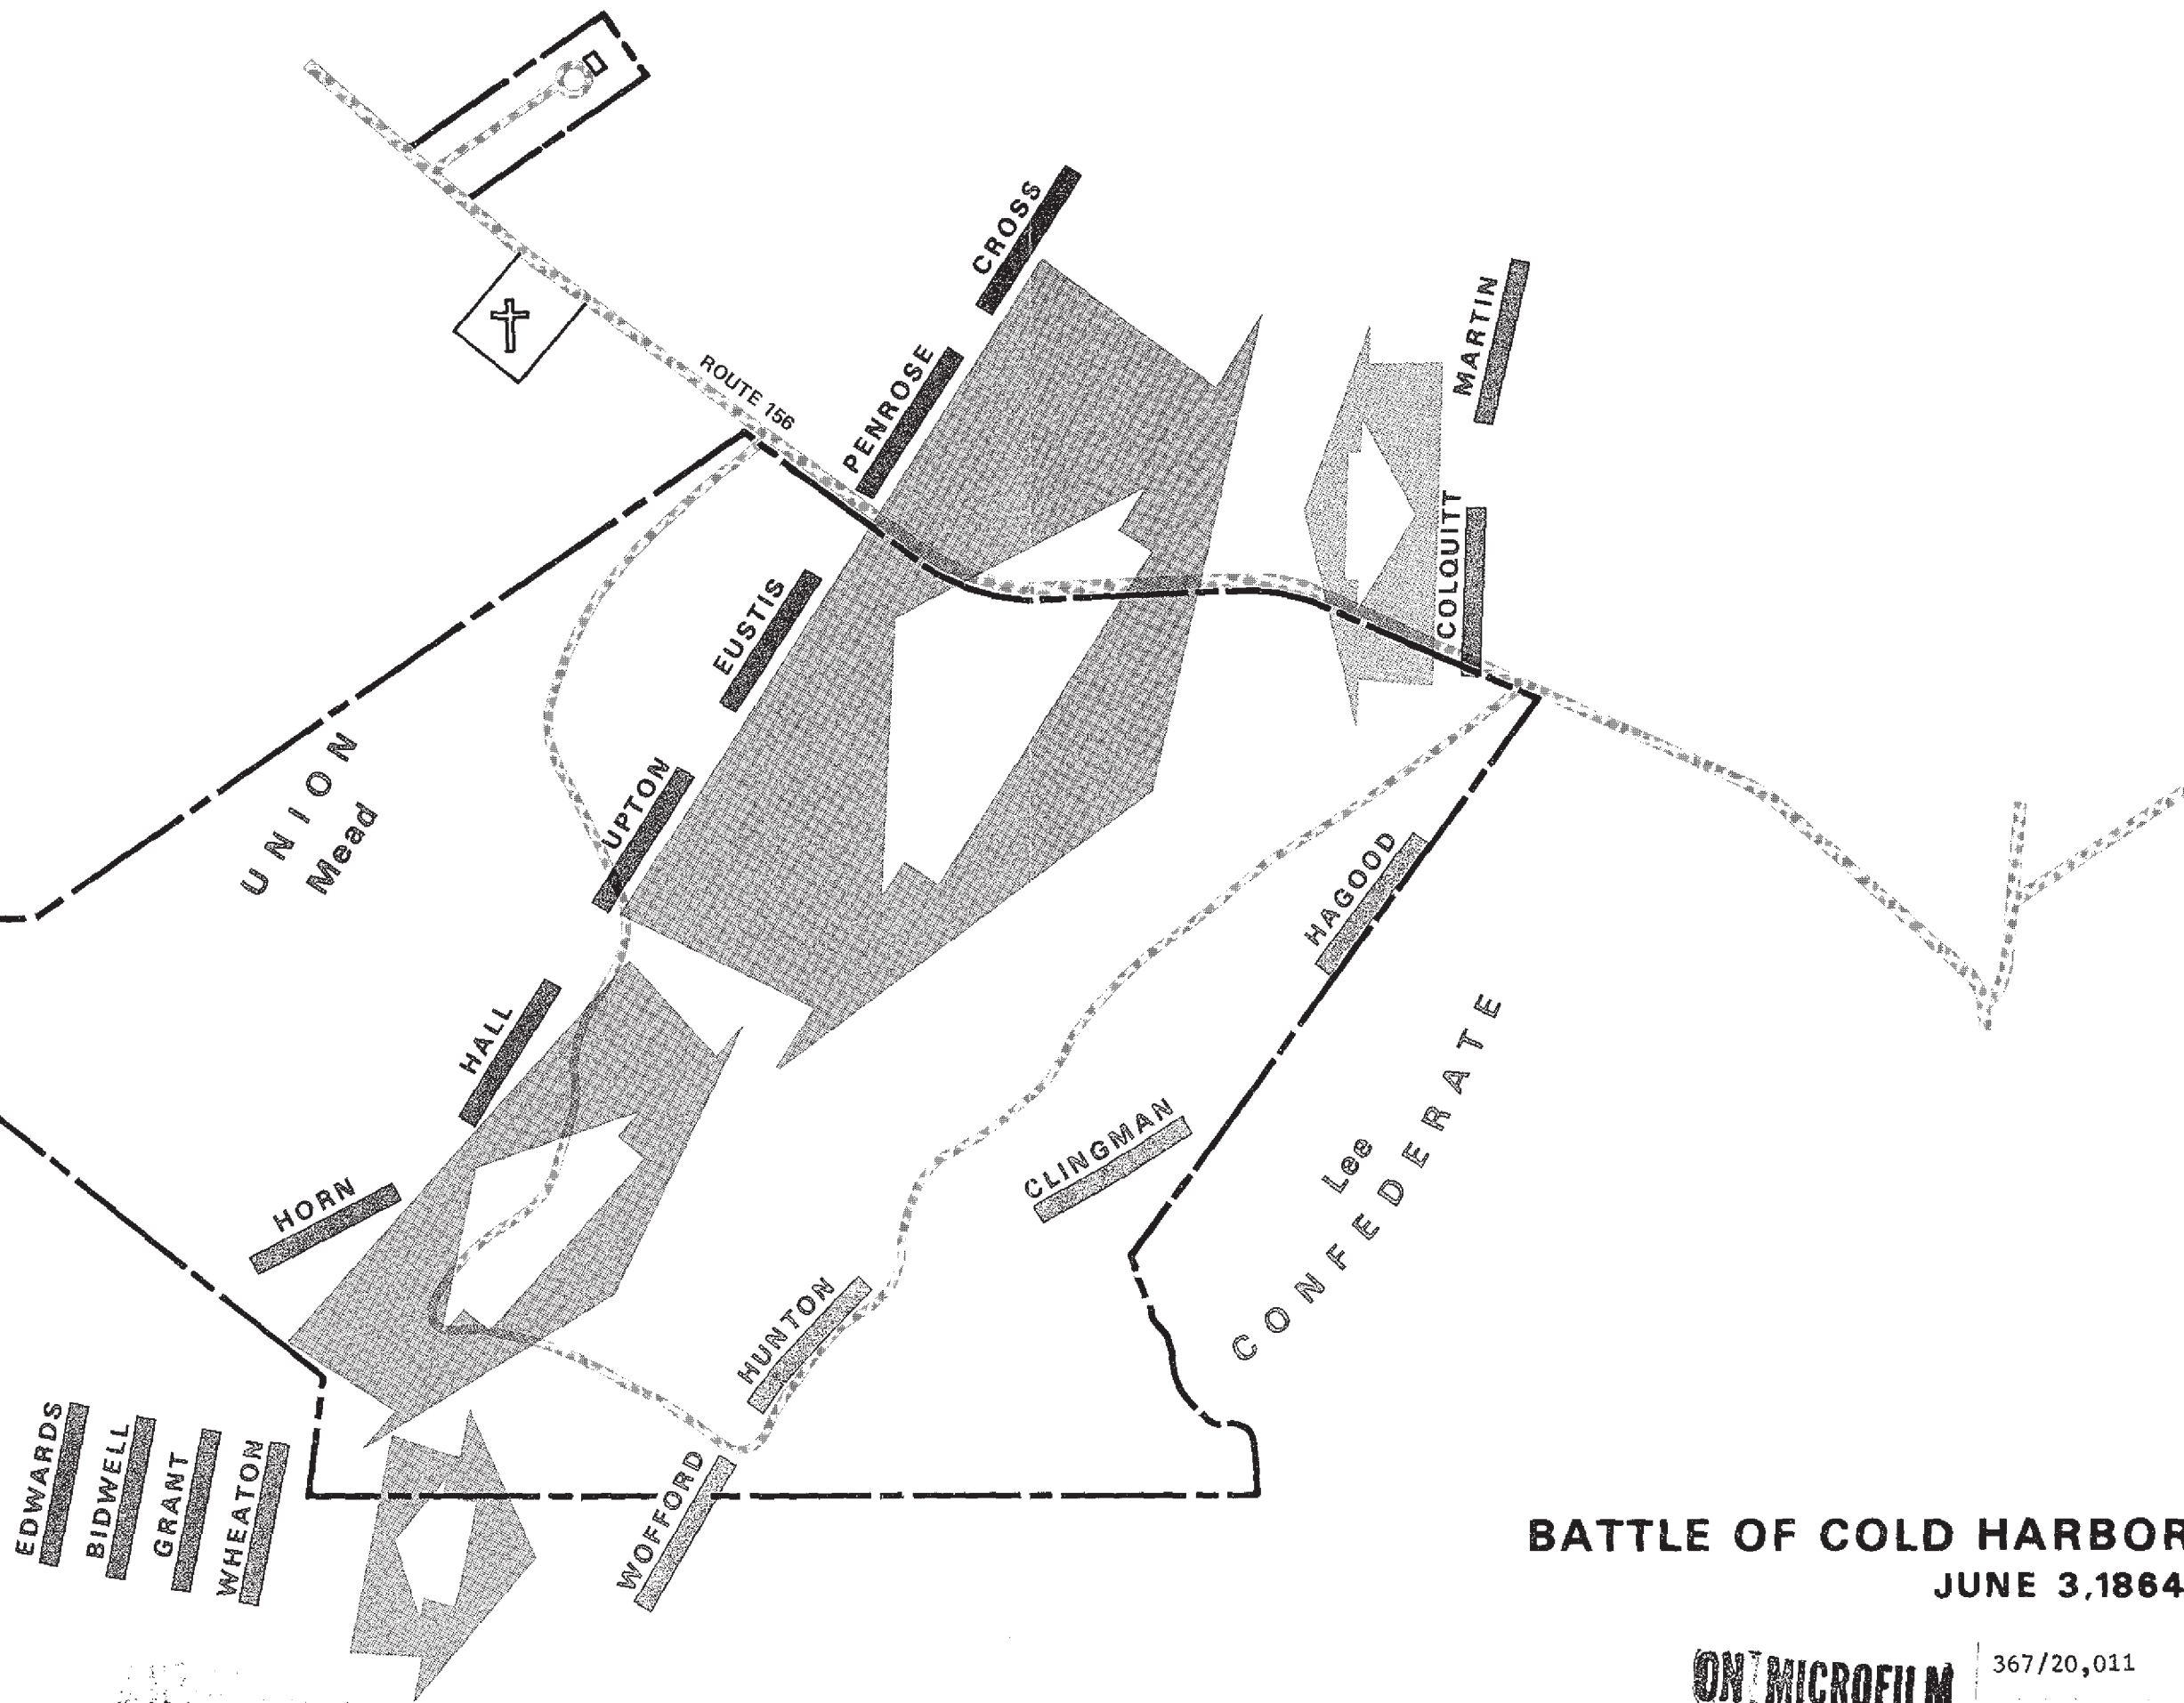 CROSS
MARTIN
PENROSE
ROUTE 156
COLQUITT
EUSTIS
UNION
Mead
UPTON
HAGOOD
HALL
CLINGMAN
Lee
CONFEDERATE
HORN
HUNTON
EDWARDS
BIDWELL
GRANT
WHEATON
WOFFORD
BATTLE OF COLD HARBOR
JUNE 3,1864
ON MICROFILM
367/20,011